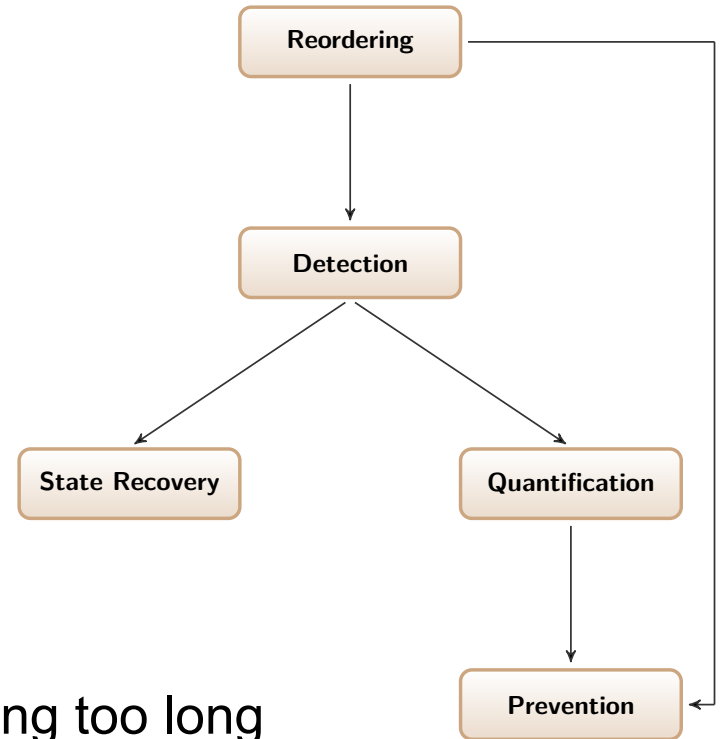 Reordering
Detection
State Recovery
Quantification
Prevention
ng too long